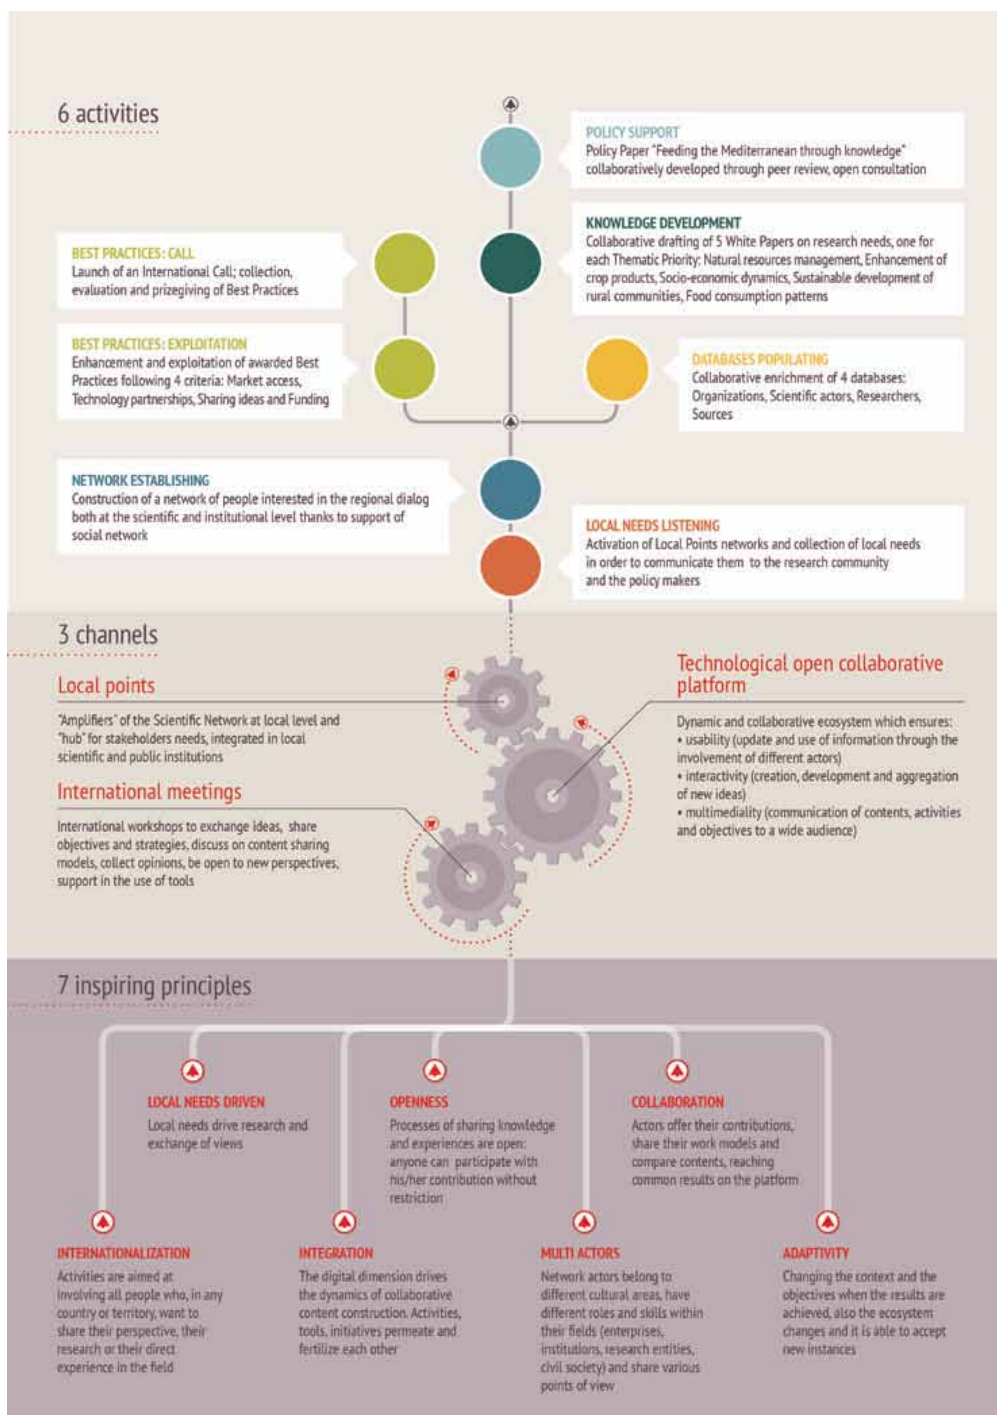 6 activities
POLICY SUPPORT
Policy Paper "Feeding the Mediterranean through knowledge"
collaboratively developed through peer review, open consultation
KNOWLEDGE DEVELOPMENT
Collaborative drafting of 5 White Papers on research needs, one for
each Thematic Priority: Natural resources management, Enhancement of
crop products, Socio-economic dynamics, Sustainable development of
rural communities, Food consumption patterns
BEST PRACTICES: CALL
Launch of an International Call; collection,
evaluation and prizegiving of Best Practices
BEST PRACTICES: EXPLOITATION
Enhancement and exploitation of awarded Best
Practices following 4 criteria: Market access,
Technology partnerships, Sharing ideas and Funding
DATABASES POPULATING
Collaborative enrichment of 4 databases:
Organizations, Scientific actors, Researchers,
Sources
NETWORK ESTABLISHING
Construction of a network of people interested in the regional dialog
both at the scientific and institutional level thanks to support of
social network
LOCAL NEEDS LISTENING
Activation of Local Points networks and collection of local needs
in order to communicate them to the research community
and the policy makers
3 channels
Local points
"Amplifiers" of the Scientific Network at local level and
"hub" for stakeholders needs, integrated in local
scientific and public institutions
International meetings
International workshops to exchange ideas, share
objectives and strategies, discuss on content sharing
models, collect opinions, be open to new perspectives,
support in the use of tools
Technological open collaborative
platform
Dynamic and collaborative ecosystem which ensures:
• usability (update and use of information through the
involvement of different actors)
• interactivity (creation, development and aggregation
of new ideas)
• multimediality (communication of contents, activities
and objectives to a wide audience)
7 inspiring principles
LOCAL NEEDS DRIVEN
Local needs drive research and
exchange of views
OPENNESS
Processes of sharing knowledge
and experiences are open:
anyone can participate with
his/her contribution without
restriction
COLLABORATION
Actors offer their contributions,
share their work models and
compare contents, reaching
common results on the platform
INTERNATIONALIZATION
Activities are aimed at
involving all people who, in any
country or territory, want to
share their perspective, their
research or their direct
experience in the field
INTEGRATION
The digital dimension drives
the dynamics of collaborative
content construction. Activities,
tools, initiatives permeate and
fertilize each other
MULTI ACTORS
Network actors belong to
different cultural areas, have
different roles and skills within
their fields (enterprises,
institutions, research entities,
civil society) and share various
points of view
ADAPTIVITY
Changing the context and the
objectives when the results are
achieved, also the ecosystem
changes and it is able to accept
new instances